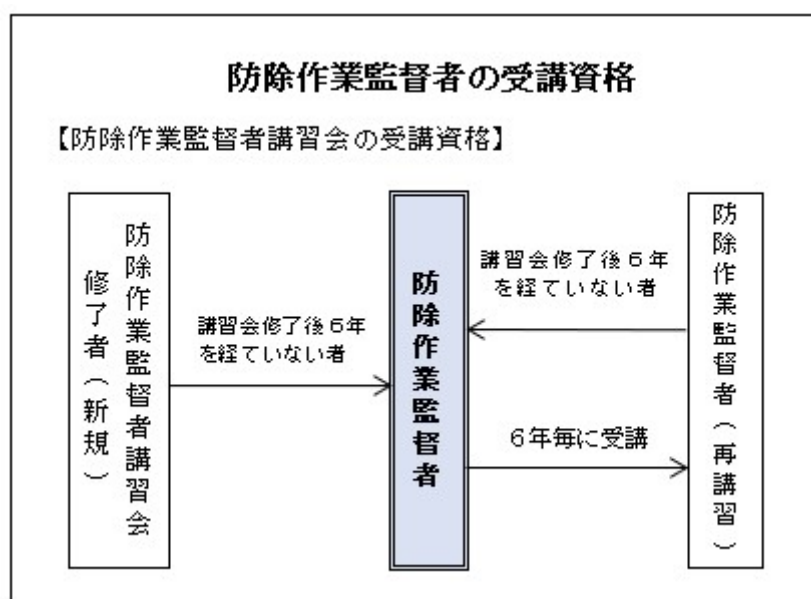 防除作業監督者の受講資格
【防除作業監督者講習会の受講資格】
防除作業監督者講習会
修了者（新規）
講習会修了後６年
を経ていない者
防除作業監督者
講習会修了後６年
を経ていない者
６年毎に受講
防除作業監督者（再講習）